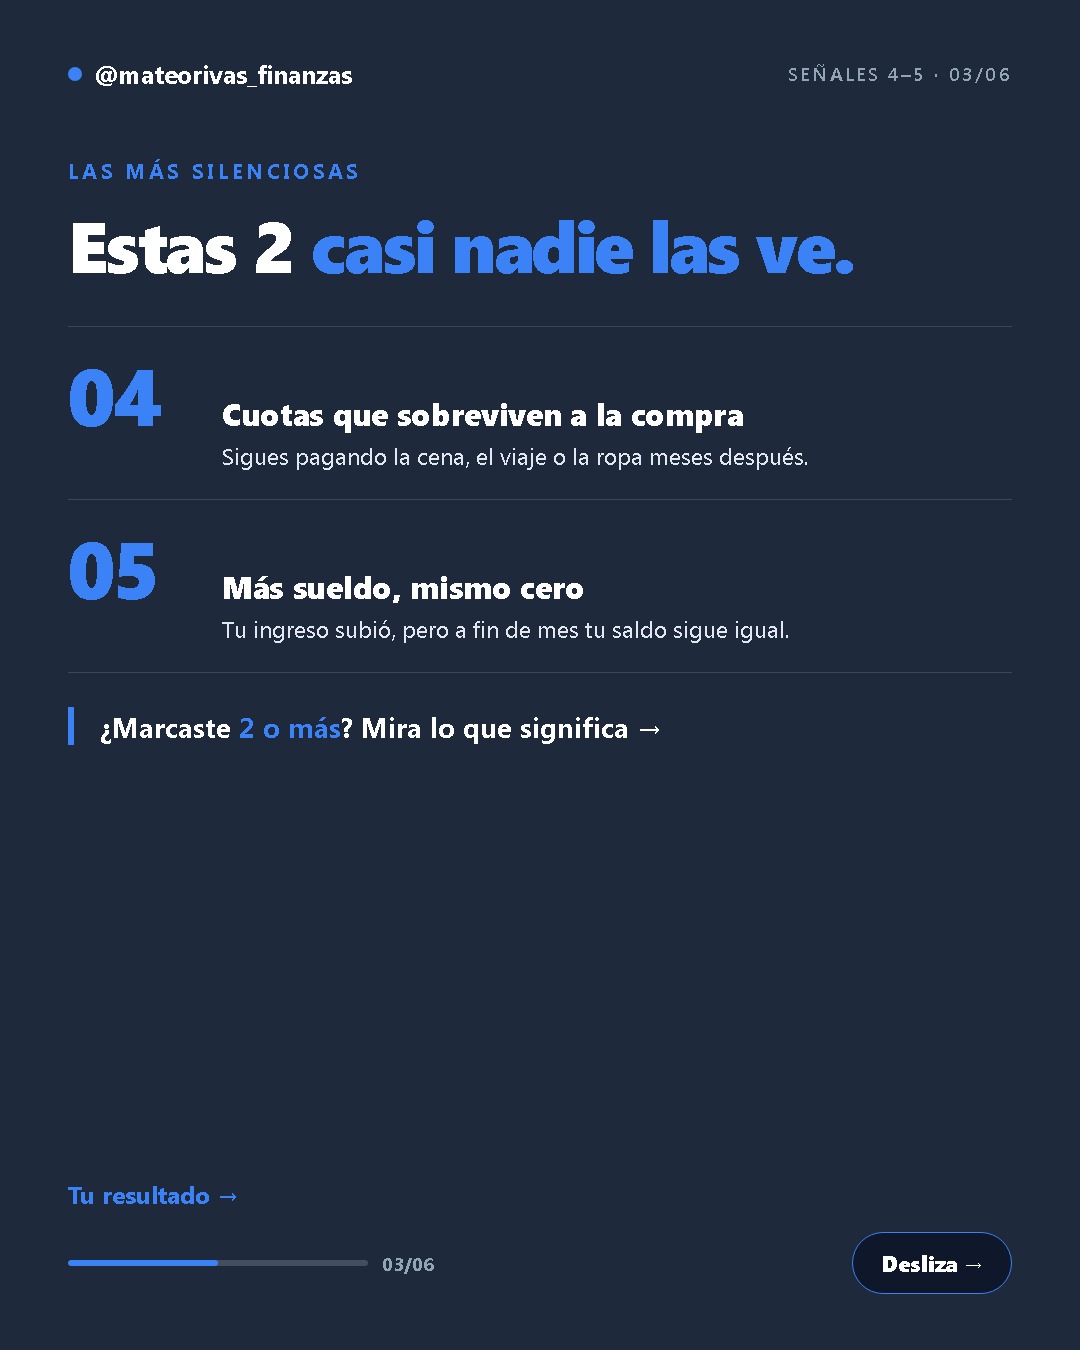 @mateorivas_finanzas
SEÑALES 4–5 · 03/06
LAS MÁS SILENCIOSAS
Estas 2 casi nadie las ve.
04
Cuotas que sobreviven a la compra
Sigues pagando la cena, el viaje o la ropa meses después.
05
Más sueldo, mismo cero
Tu ingreso subió, pero a fin de mes tu saldo sigue igual.
¿Marcaste 2 o más? Mira lo que significa →
Tu resultado →
03/06
Desliza →